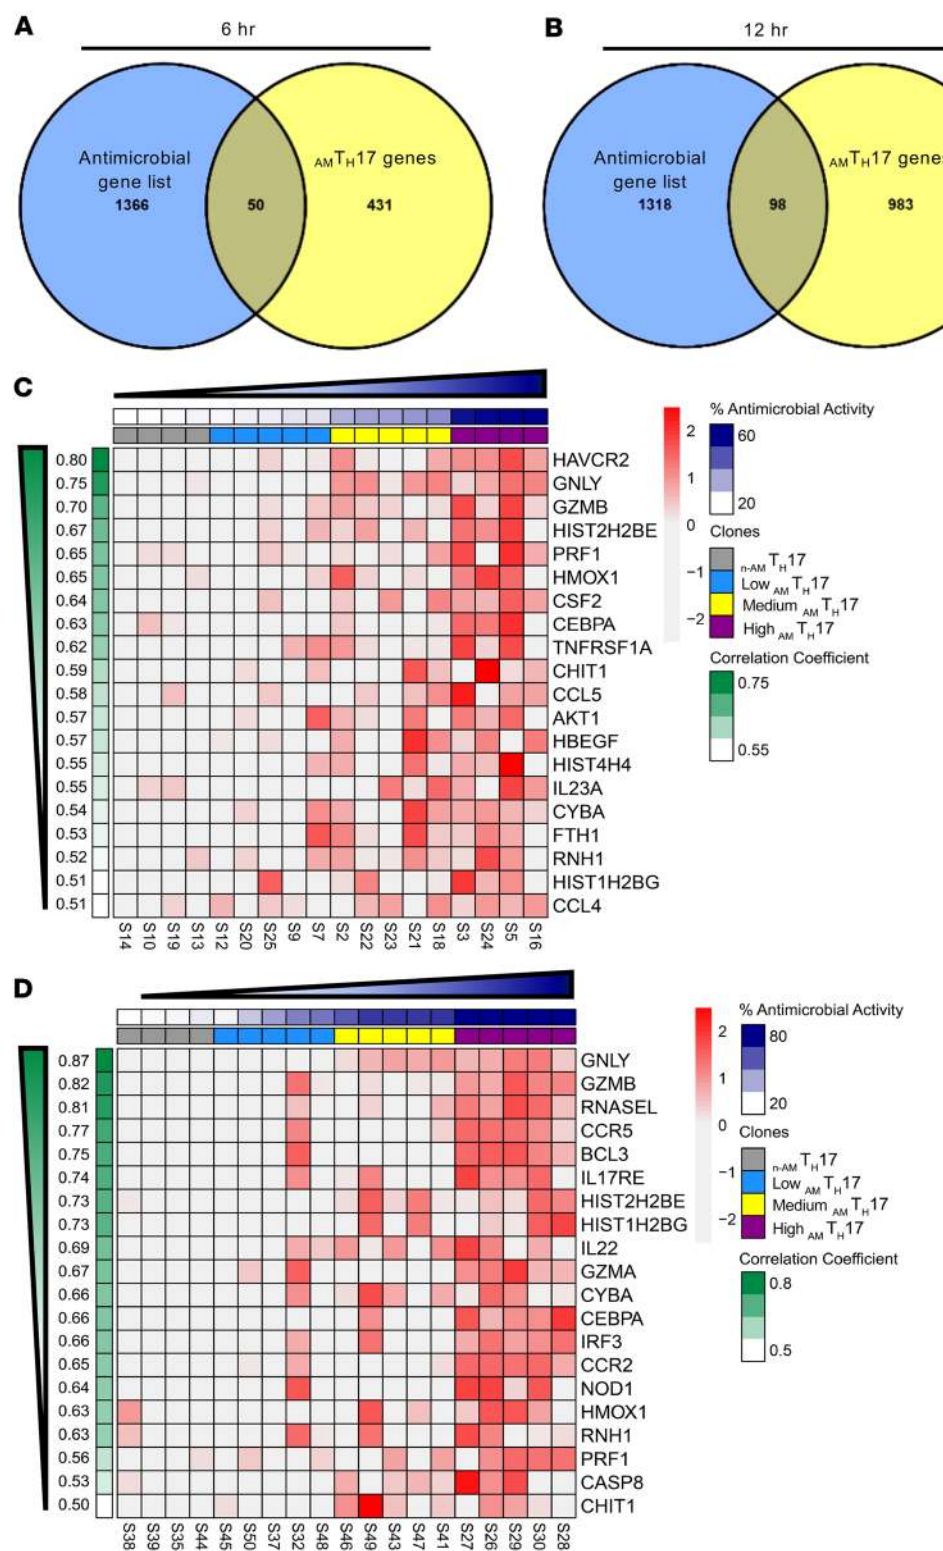 A
6 hr
B
12 hr
Antimicrobial
gene list
1366
50
AMTH17 genes
431
Antimicrobial
gene list
1318
98
AMTH17 genes
983
C
0.80 HAVCR2
0.75 GNLY
0.70 GZMB
0.67 HIST2H2BE
0.65 PRF1
0.65 HMOX1
0.64 CSF2
0.63 CEBPA
0.62 TNFRSF1A
0.59 CHIT1
0.58 CCL5
0.57 AKT1
0.57 HBEGF
0.55 HIST4H4
0.55 IL23A
0.54 CYBA
0.53 FTH1
0.52 RNH1
0.51 HIST1H2BG
0.51 CCL4
S14 S10 S19 S13 S12 S20 S25 S9 S7 S2 S22 S23 S21 S18 S3 S24 S5 S16
2
1
0
−1
−2
% Antimicrobial Activity
60
20
Clones
n-AM TH17
Low AM TH17
Medium AM TH17
High AM TH17
Correlation Coefficient
0.75
0.55
D
0.87 GNLY
0.82 GZMB
0.81 RNASEL
0.77 CCR5
0.75 BCL3
0.74 IL17RE
0.73 HIST2H2BE
0.73 HIST1H2BG
0.69 IL22
0.67 GZMA
0.66 CYBA
0.66 CEBPA
0.66 IRF3
0.65 CCR2
0.64 NOD1
0.63 HMOX1
0.63 RNH1
0.56 PRF1
0.53 CASP8
0.50 CHIT1
S38 S39 S35 S44 S45 S50 S37 S32 S48 S46 S49 S43 S47 S41 S27 S26 S29 S30 S28
2
1
0
−1
−2
% Antimicrobial Activity
80
20
Clones
n-AM TH17
Low AM TH17
Medium AM TH17
High AM TH17
Correlation Coefficient
0.8
0.5